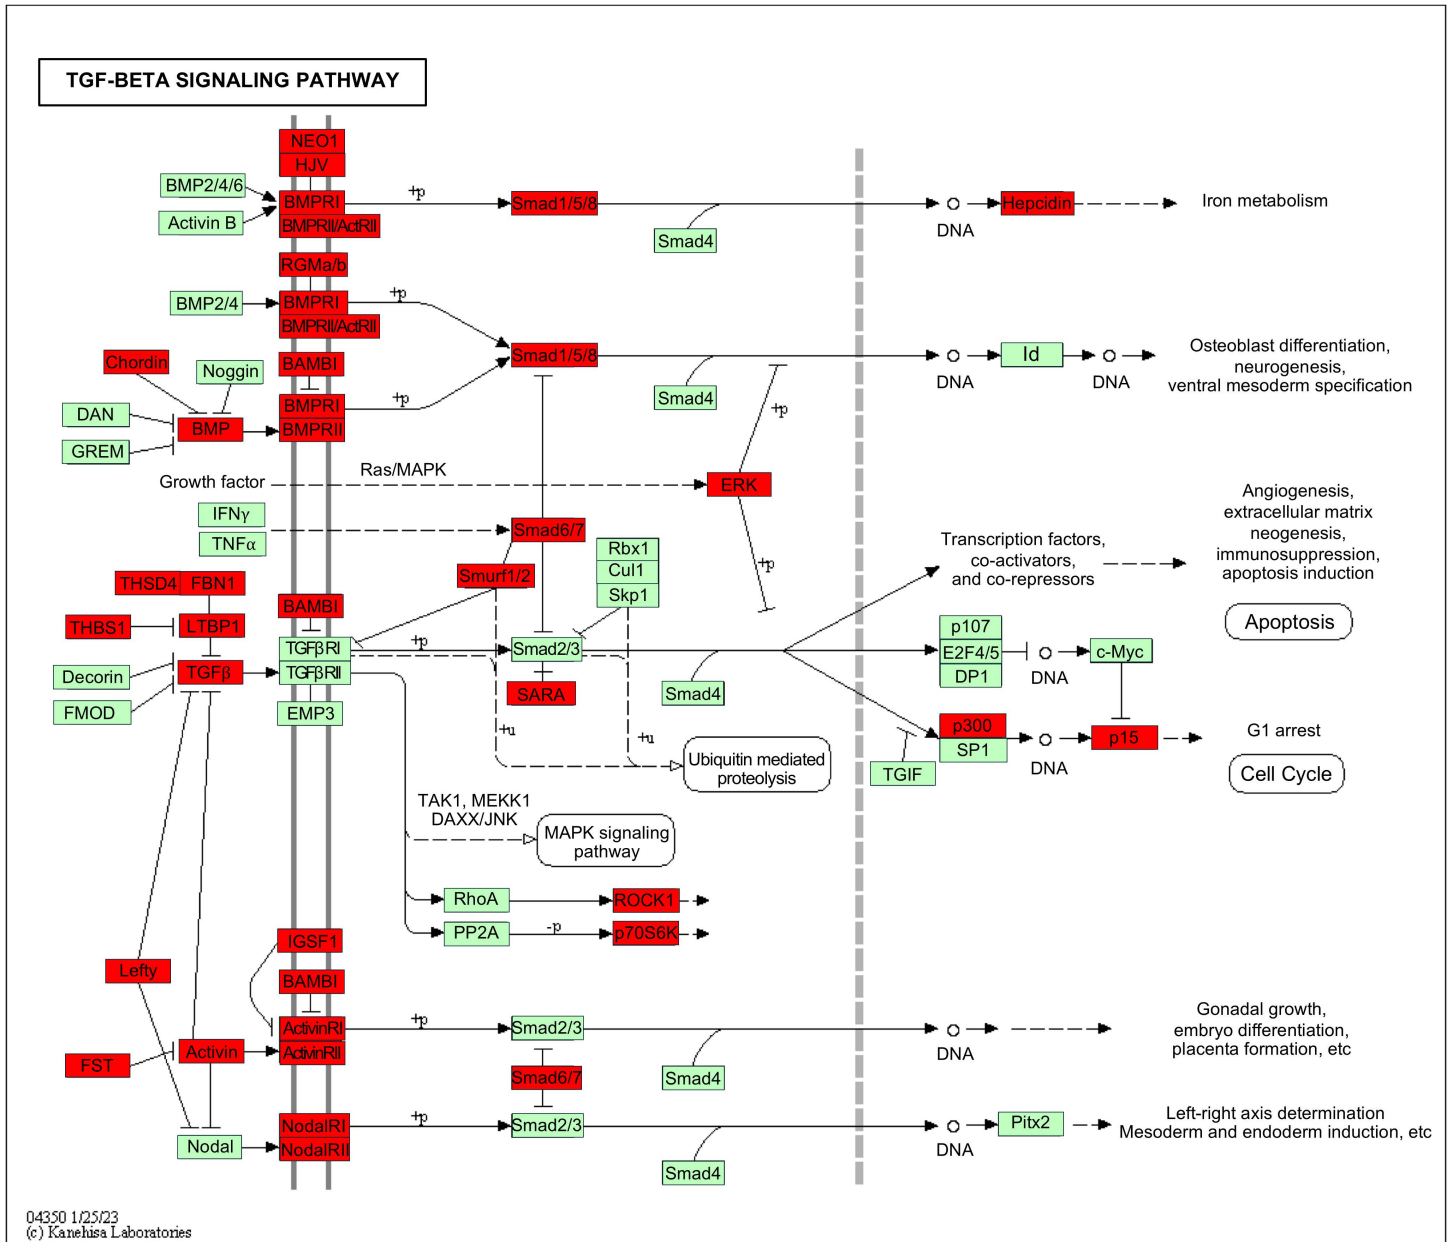 TGF-BETA SIGNALING PATHWAY
NEO1
HJV
BMP2/4/6
Activin B
BMPRI
BMPRII/ActRII
+p
Smad1/5/8
Smad4
DNA
Hepcidin
Iron metabolism
RGMa/b
BMP2/4
BMPRI
BMPRII/ActRII
+p
Smad1/5/8
Smad4
DNA
Id
DNA
Osteoblast differentiation,
neurogenesis,
ventral mesoderm specification
Chordin
Noggin
BAMBI
DAN
GREM
BMP
BMPRI
BMPRII
+p
+p
Growth factor
Ras/MAPK
ERK
IFNγ
TNFα
Smad6/7
Smurf1/2
Rbx1
Cul1
Skp1
+p
Transcription factors,
co-activators,
and co-repressors
Angiogenesis,
extracellular matrix
neogenesis,
immunosuppression,
apoptosis induction
Apoptosis
THSD4
FBN1
THBS1
LTBP1
BAMBI
Decorin
FMOD
TGFβ
TGFβRI
TGFβRII
EMP3
+p
Smad2/3
SARA
Smad4
p107
E2F4/5
DP1
DNA
c-Myc
p300
SP1
TGIF
DNA
p15
G1 arrest
Cell Cycle
+u
+u
Ubiquitin mediated
proteolysis
TAK1, MEKK1
DAXX/JNK
MAPK signaling
pathway
RhoA
ROCK1
PP2A
-p
p70S6K
IGSF1
Lefty
BAMBI
FST
Activin
ActivinRI
ActivinRII
+p
Smad2/3
Smad4
DNA
Gonadal growth,
embryo differentiation,
placenta formation, etc
Smad6/7
Nodal
NodalRI
NodalRII
+p
Smad2/3
Smad4
DNA
Pitx2
Left-right axis determination
Mesoderm and endoderm induction, etc
04350 1/25/23
(c) Kanehisa Laboratories